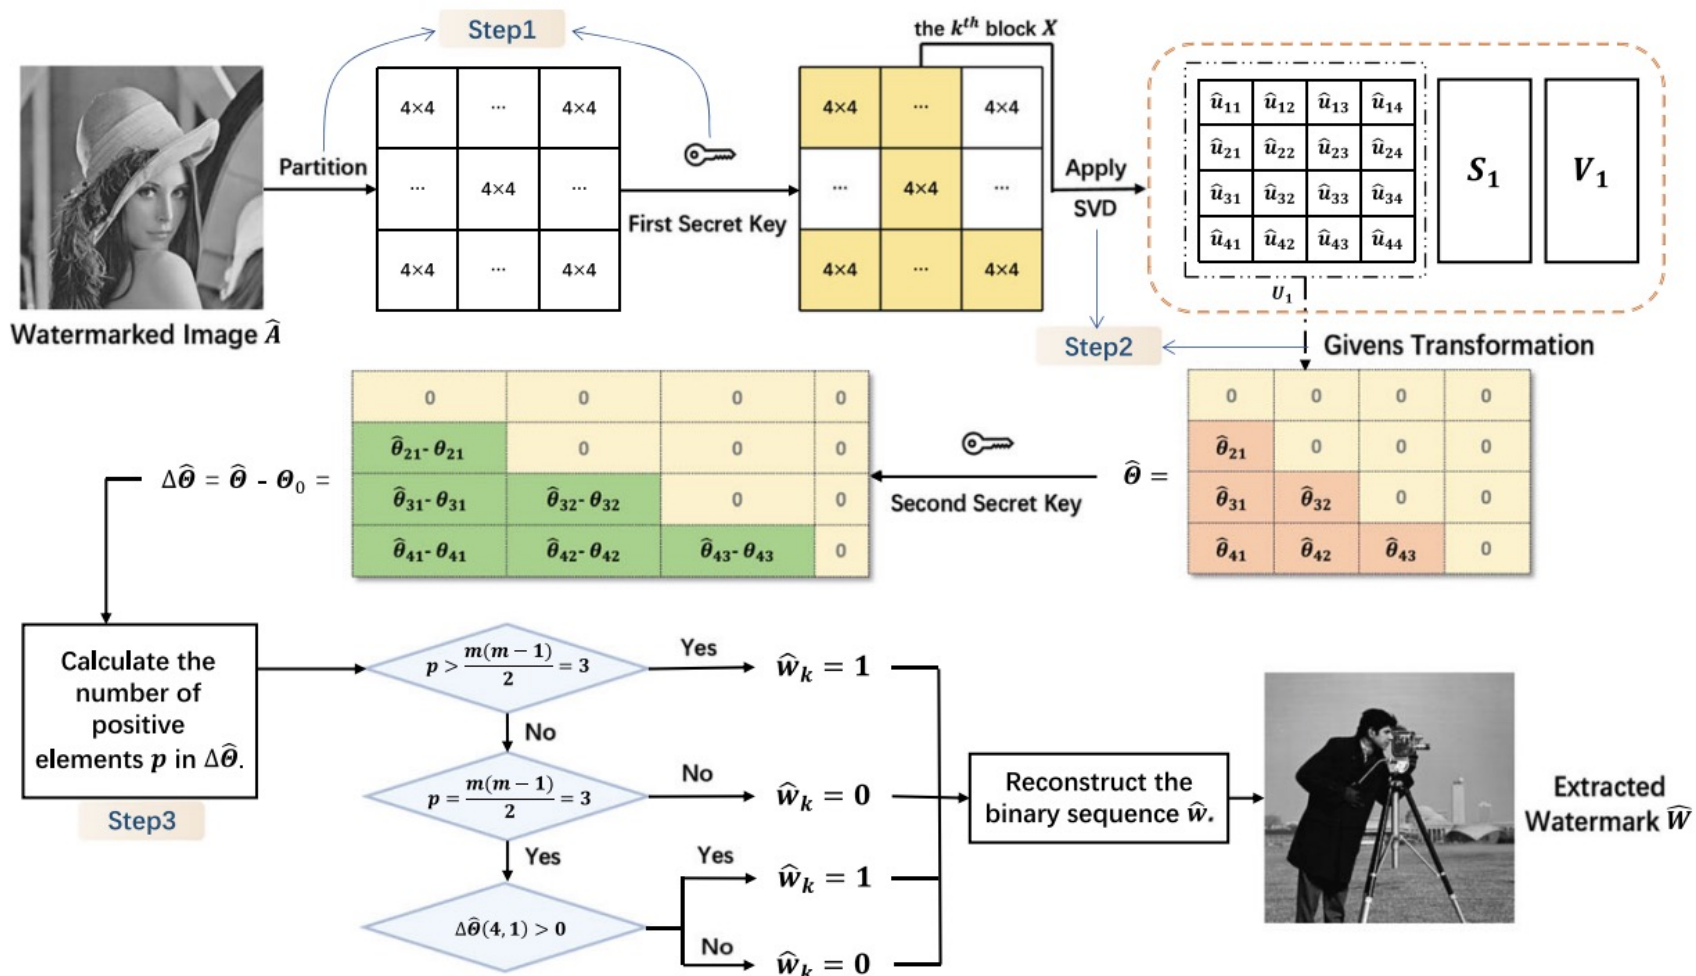 Step1
the kᵗʰ block X
4×4 ... 4×4
... 4×4 ...
4×4 ... 4×4
Partition
First Secret Key
4×4 ... 4×4
... 4×4 ...
4×4 ... 4×4
Apply
SVD
û₁₁ û₁₂ û₁₃ û₁₄
û₂₁ û₂₂ û₂₃ û₂₄
û₃₁ û₃₂ û₃₃ û₃₄
û₄₁ û₄₂ û₄₃ û₄₄
S₁
V₁
U₁
Watermarked Image Â
Step2
Givens Transformation
0 0 0 0
θ̂₂₁ 0 0 0
θ̂₃₁ θ̂₃₂ 0 0
θ̂₄₁ θ̂₄₂ θ̂₄₃ 0
Θ̂ =
Second Secret Key
ΔΘ̂ = Θ̂ - Θ₀ =
0 0 0 0
θ̂₂₁- θ₂₁ 0 0 0
θ̂₃₁- θ₃₁ θ̂₃₂- θ₃₂ 0 0
θ̂₄₁- θ₄₁ θ̂₄₂- θ₄₂ θ̂₄₃- θ₄₃ 0
Calculate the
number of
positive
elements p in ΔΘ̂.
Step3
p > m(m − 1)/2 = 3
Yes
ŵₖ = 1
No
p = m(m − 1)/2 = 3
No
ŵₖ = 0
Yes
ΔΘ̂(4, 1) > 0
Yes
ŵₖ = 1
No
ŵₖ = 0
Reconstruct the
binary sequence ŵ.
Extracted
Watermark Ŵ